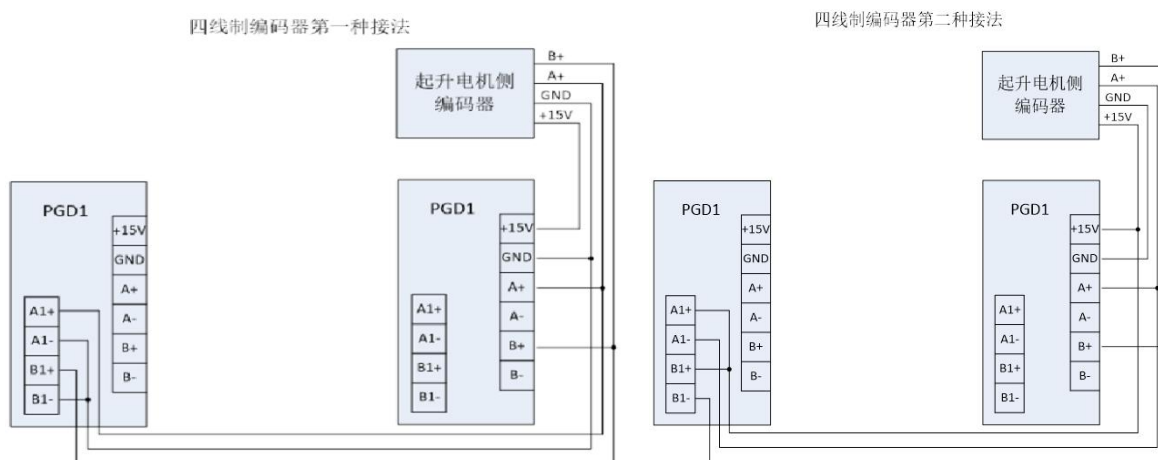 四线制编码器第一种接法
B+
A+
GND
+15V
起升电机侧
编码器
PGD1
+15V
GND
A+
A-
B+
B-
A1+
A1-
B1+
B1-
PGD1
+15V
GND
A+
A-
B+
B-
A1+
A1-
B1+
B1-
四线制编码器第二种接法
B+
A+
GND
+15V
起升电机侧
编码器
PGD1
+15V
GND
A+
A-
B+
B-
A1+
A1-
B1+
B1-
PGD1
+15V
GND
A+
A-
B+
B-
A1+
A1-
B1+
B1-